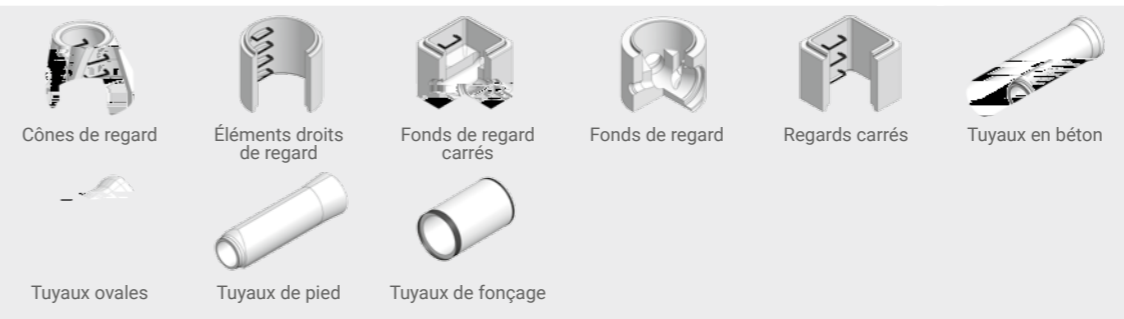 Cônes de regard
Éléments droits
de regard
Fonds de regard
carrés
Fonds de regard
Regards carrés
Tuyaux en béton
Tuyaux ovales
Tuyaux de pied
Tuyaux de fonçage